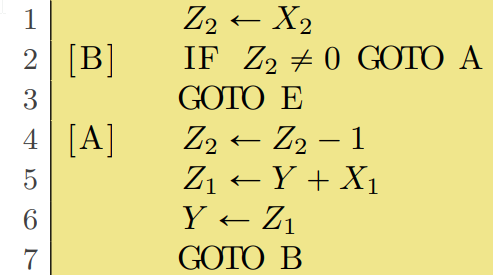 1 Z₂ ← X₂
2 [B] IF Z₂ ≠ 0 GOTO A
3 GOTO E
4 [A] Z₂ ← Z₂ − 1
5 Z₁ ← Y + X₁
6 Y ← Z₁
7 GOTO B